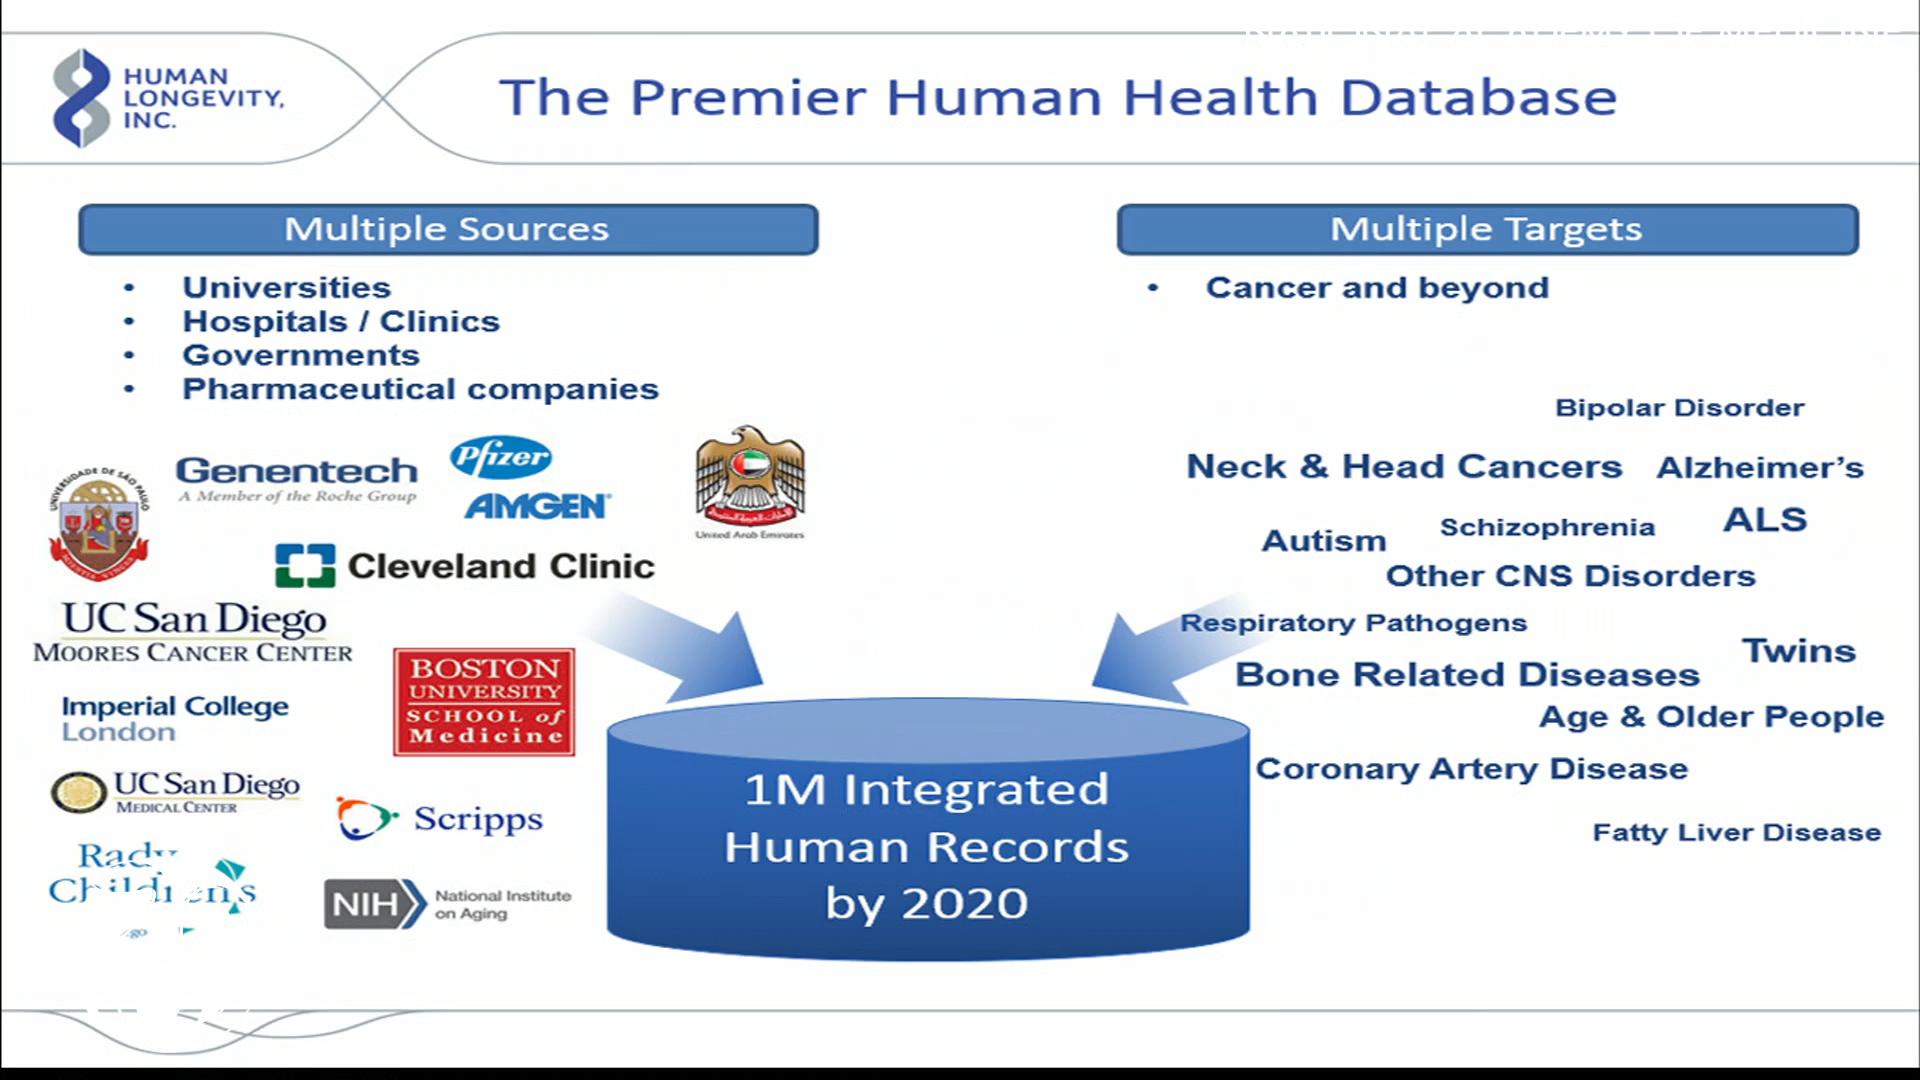 HUMAN
LONGEVITY,
INC.
The Premier Human Health Database
Multiple Sources
• Universities
• Hospitals / Clinics
• Governments
• Pharmaceutical companies
UNIVERSIDADE DE SÃO PAULO
SCIENTIA VINCES
Genentech
A Member of the Roche Group
Pfizer
AMGEN®
United Arab Emirates
Cleveland Clinic
UC San Diego
MOORES CANCER CENTER
BOSTON
UNIVERSITY
SCHOOL of
Medicine
Imperial College
London
UC San Diego
MEDICAL CENTER
Scripps
Rady
Children's
NIH
National Institute
on Aging
Multiple Targets
• Cancer and beyond
Bipolar Disorder
Neck & Head Cancers
Alzheimer’s
Autism
Schizophrenia
ALS
Other CNS Disorders
Respiratory Pathogens
Twins
Bone Related Diseases
Age & Older People
Coronary Artery Disease
Fatty Liver Disease
1M Integrated
Human Records
by 2020